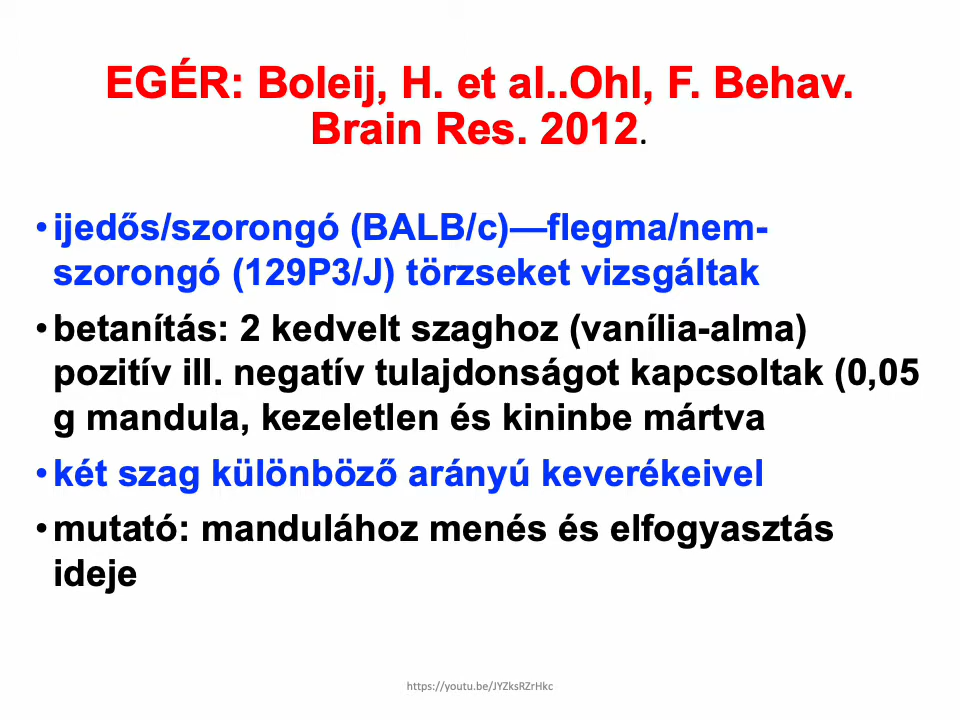 EGÉR: Boleij, H. et al..Ohl, F. Behav.
Brain Res. 2012.
•ijedős/szorongó (BALB/c)—flegma/nem-
szorongó (129P3/J) törzseket vizsgáltak
•betanítás: 2 kedvelt szaghoz (vanília-alma)
pozitív ill. negatív tulajdonságot kapcsoltak (0,05
g mandula, kezeletlen és kininbe mártva
•két szag különböző arányú keverékeivel
•mutató: mandulához menés és elfogyasztás
ideje
https://youtu.be/JYZksRZrHkc